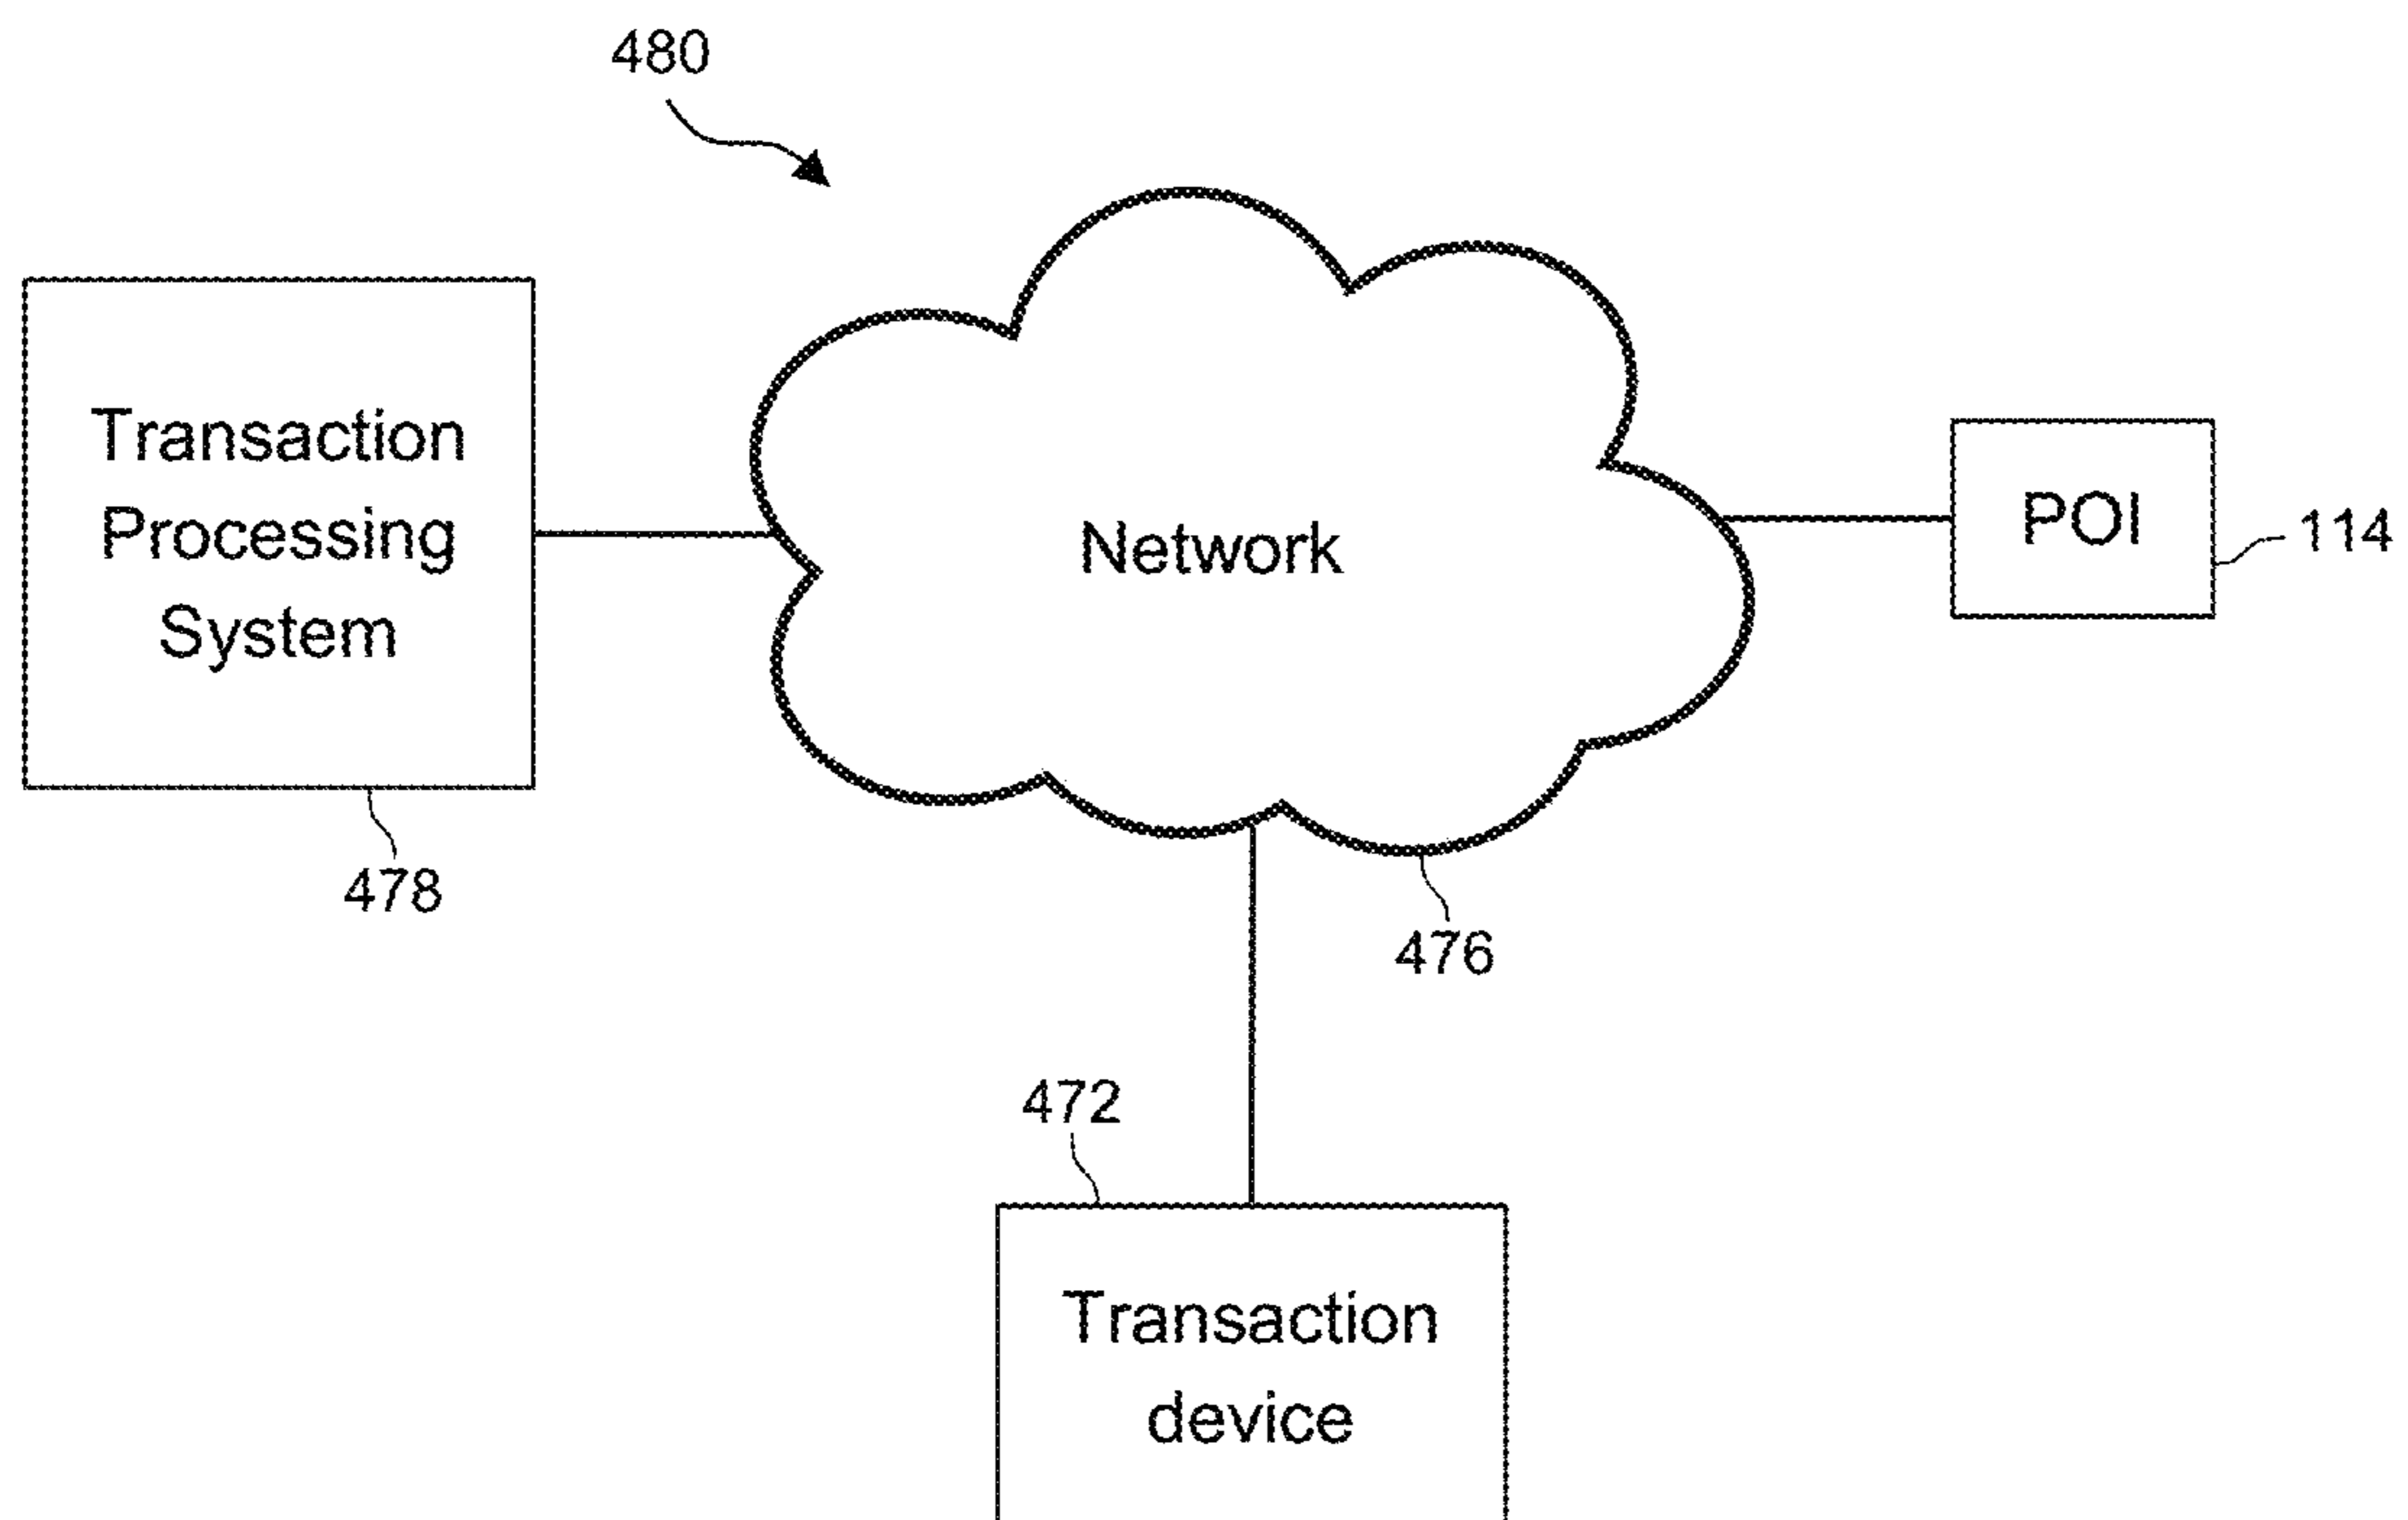 480
Transaction
Processing
System
478
Network
476
POI
114
472
Transaction
device